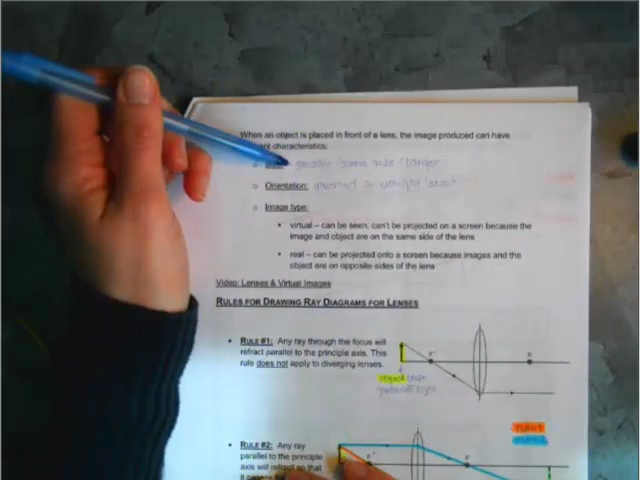 When an object is placed in front of a lens, the image produced can have
characteristics:
o smaller / same size / larger
o Orientation: inverted or upright
o Image type:
• virtual – can be seen, can't be projected on a screen because the
image and object are on the same side of the lens
• real – can be projected onto a screen because images and the
object are on opposite sides of the lens
Video: Lenses & Virtual Images
RULES FOR DRAWING RAY DIAGRAMS FOR LENSES
• RULE #1: Any ray through the focus will
refract parallel to the principle axis. This
rule does not apply to diverging lenses.
F'
F
object
• RULE #2: Any ray
parallel to the principle
axis will refract so that
F'
F